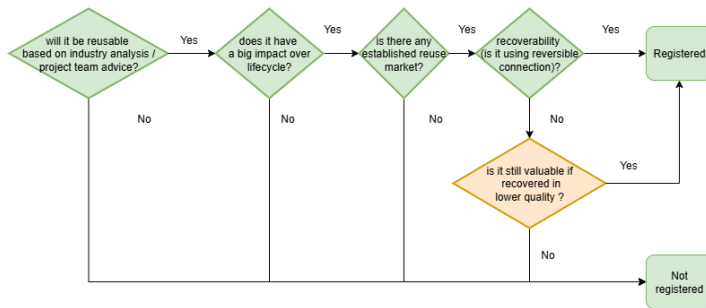 will it be reusable
based on industry analysis /
project team advice?
Yes
does it have
a big impact over
lifecycle?
Yes
is there any
established reuse
market?
Yes
recoverability
(is it using reversible
connection)?
Yes
Registered
No
No
No
No
is it still valuable if
recovered in
lower quality ?
Yes
No
Not
registered